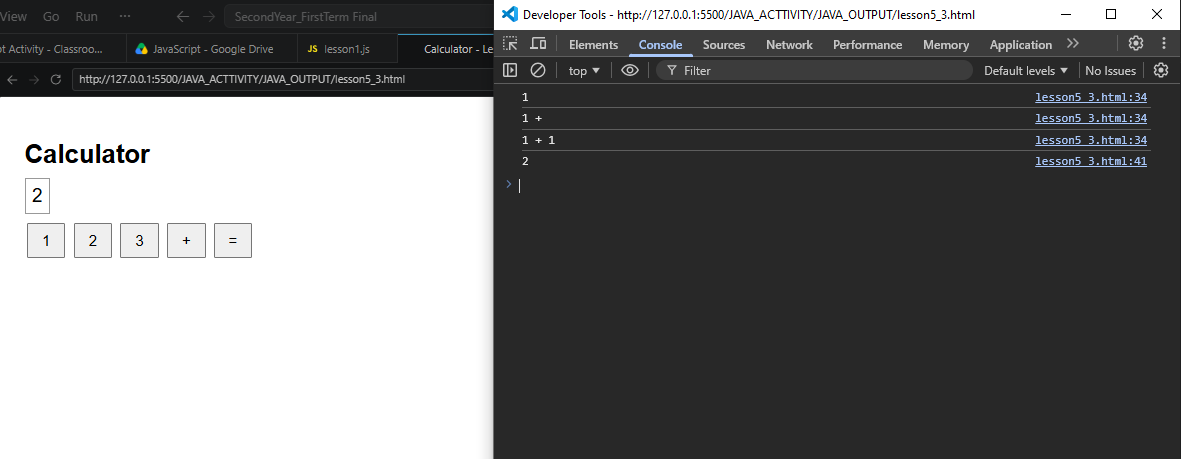 View Go Run ··· SecondYear_FirstTerm Final
pt Activity - Classroo... JavaScript - Google Drive JS lesson1.js Calculator - Le
http://127.0.0.1:5500/JAVA_ACTTIVITY/JAVA_OUTPUT/lesson5_3.html
Calculator
2
1 2 3 + =
Developer Tools - http://127.0.0.1:5500/JAVA_ACTTIVITY/JAVA_OUTPUT/lesson5_3.html
Elements Console Sources Network Performance Memory Application
top Filter Default levels No Issues
1 lesson5_3.html:34
1 + lesson5_3.html:34
1 + 1 lesson5_3.html:34
2 lesson5_3.html:41